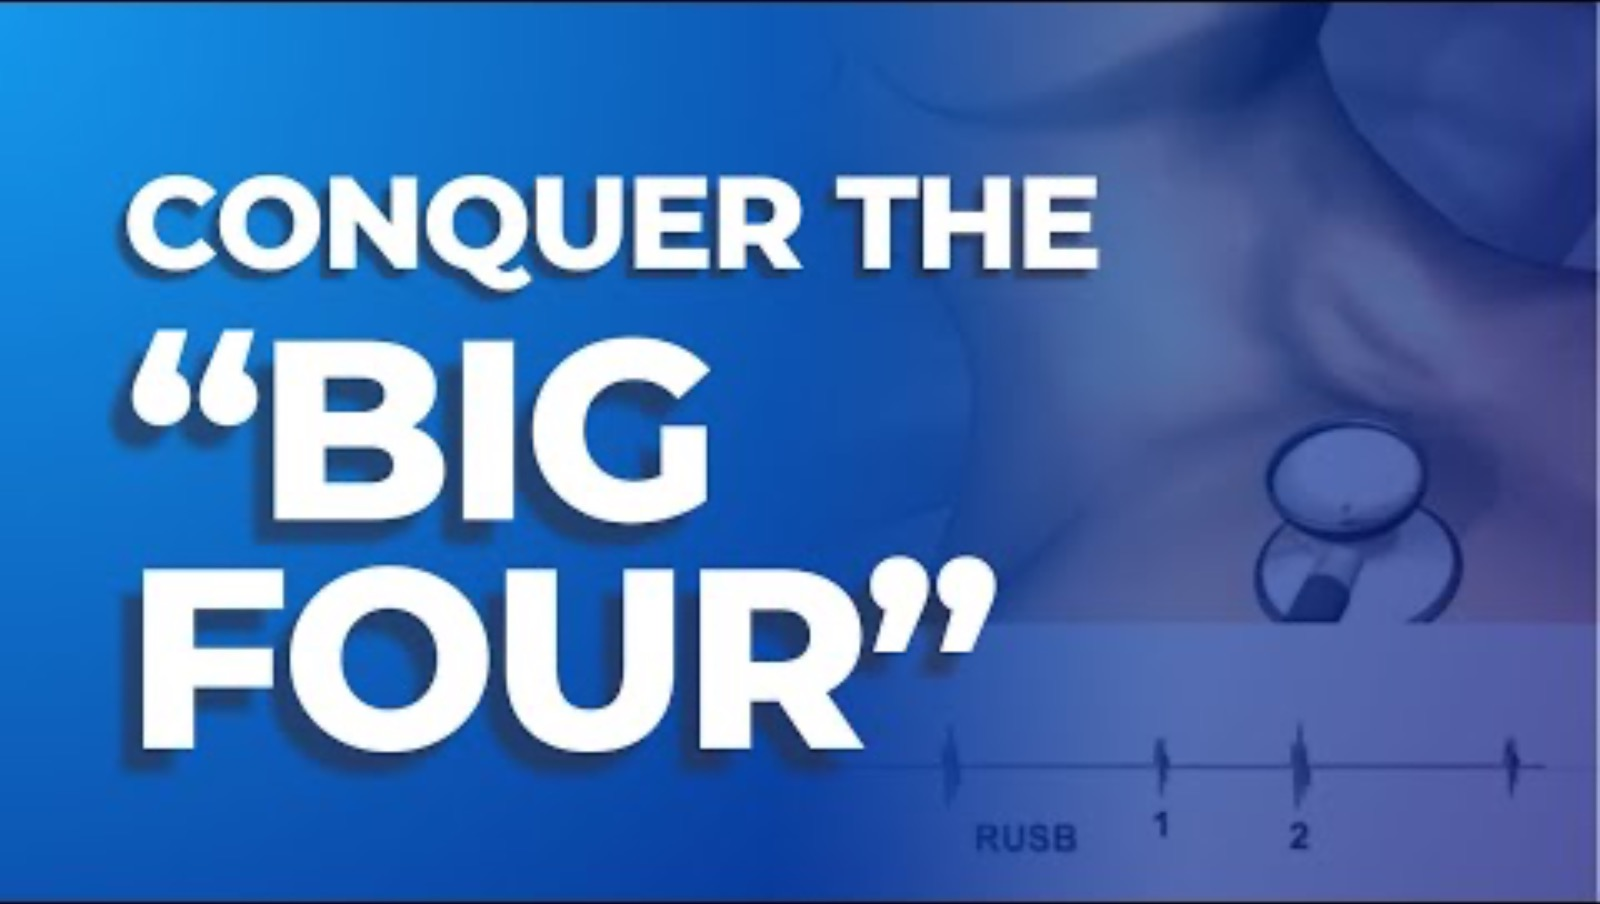 CONQUER THE
“BIG
FOUR”
RUSB
1
2